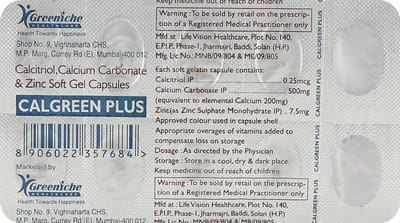 Greeniche
HEALTHCARE
Health Towards Happiness
Shop No. 9, Vighnaharta CHS,
M.P. Marg, Currey Rd (E), Mumbai-400 012
Calcitriol, Calcium Carbonate
& Zinc Soft Gel Capsules
CALGREEN PLUS
8 906022 357684
Marketed by
Greeniche
HEALTHCARE
Health Towards Happiness
Shop No. 9, Vighnaharta CHS,
M.P. Marg, Currey Rd (E), Mumbai-400 012
Keep medicine out of reach of children
Warning : To be sold by retail on the prescrip-
tion of a Registered Medical Practitioner only
Mfd at : Life Vision Healthcare, Plot No. 140,
E.P.I.P, Phase-1, Jharmajri, Baddi, Solan (H.P.)
Mfg. Lic No.: MNB/09/804 & MB/09/805
Each soft gelatin capsule contains:
Calcitriol IP .... 0.25mcg
Calcium Carbonate IP .... 500mg
(equivalent to elemental Calcium 200mg)
Zinc(as Zinc Sulphate Monohydrate IP) .. 7.5mg
Approved colour used in capsule shell
Appropriate overages of vitamins added to
compensate loss on storage
Dosage : As directed by the Physician
Storage : Store in a cool, dry & dark place.
Keep medicine out of reach of children
Warning : To be sold by retail on the prescrip-
tion of a Registered Medical Practitioner only
Mfd at : Life Vision Healthcare, Plot No. 140,
E.P.I.P, Phase-1, Jharmajri, Baddi, Solan (H.P.)
CALGREEN PLUS